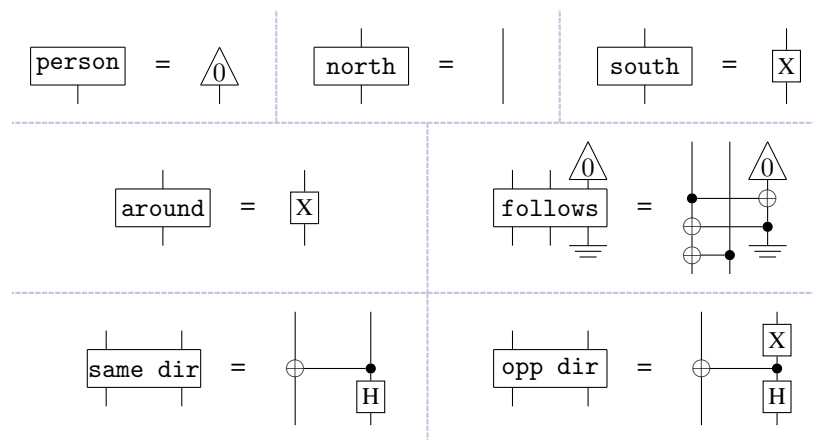 person = 0
north =
south = X
around = X
follows 0 = 0
same dir = H
opp dir = X H